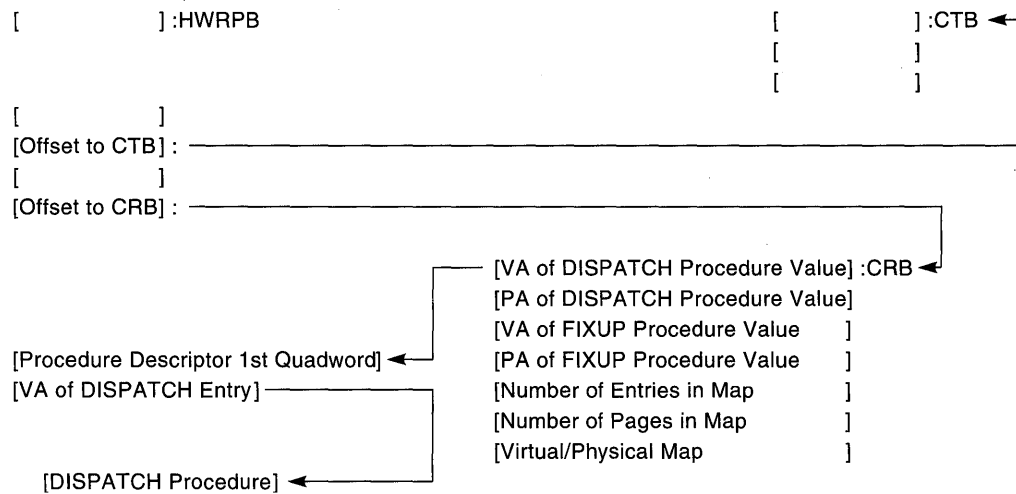 [ ] :HWRPB [ ] :CTB
[ ]
[ ]
[ ]
[Offset to CTB] :
[ ]
[Offset to CRB] :
[VA of DISPATCH Procedure Value] :CRB
[PA of DISPATCH Procedure Value]
[VA of FIXUP Procedure Value ]
[Procedure Descriptor 1st Quadword] [PA of FIXUP Procedure Value ]
[VA of DISPATCH Entry] [Number of Entries in Map ]
[Number of Pages in Map ]
[Virtual/Physical Map ]
[DISPATCH Procedure]